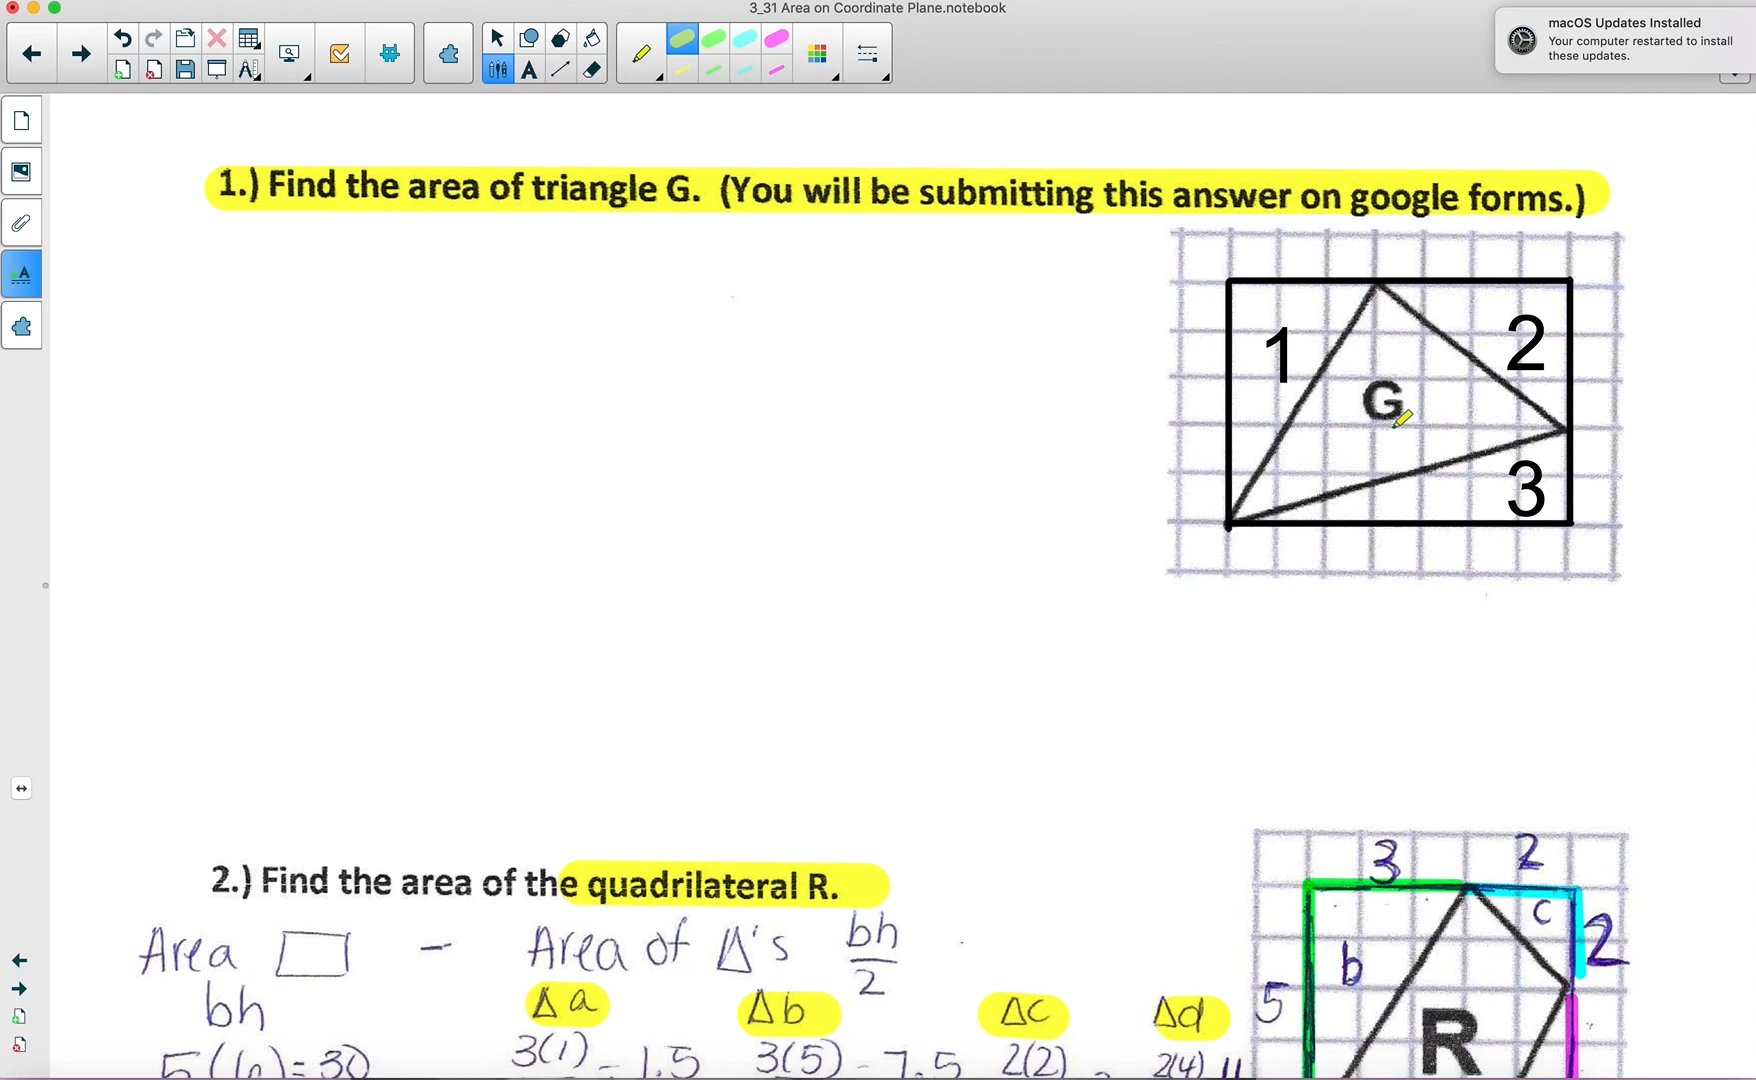 3_31 Area on Coordinate Plane.notebook
macOS Updates Installed
Your computer restarted to install
these updates.
A
A
1.) Find the area of triangle G. (You will be submitting this answer on google forms.)
1
2
G
3
2.) Find the area of the quadrilateral R.
Area □ - Area of Δ's bh
2
bh
Δa Δb Δc Δd
5(6)=30
3(1) = 1.5 3(5) = 7.5 2(2) 2(4)
3 2
c
2
b
5
R